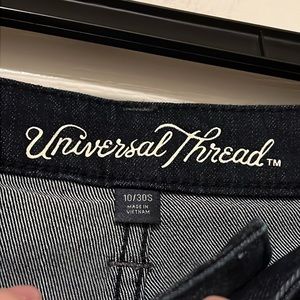 Universal Thread™
10/30S
MADE IN
VIETNAM